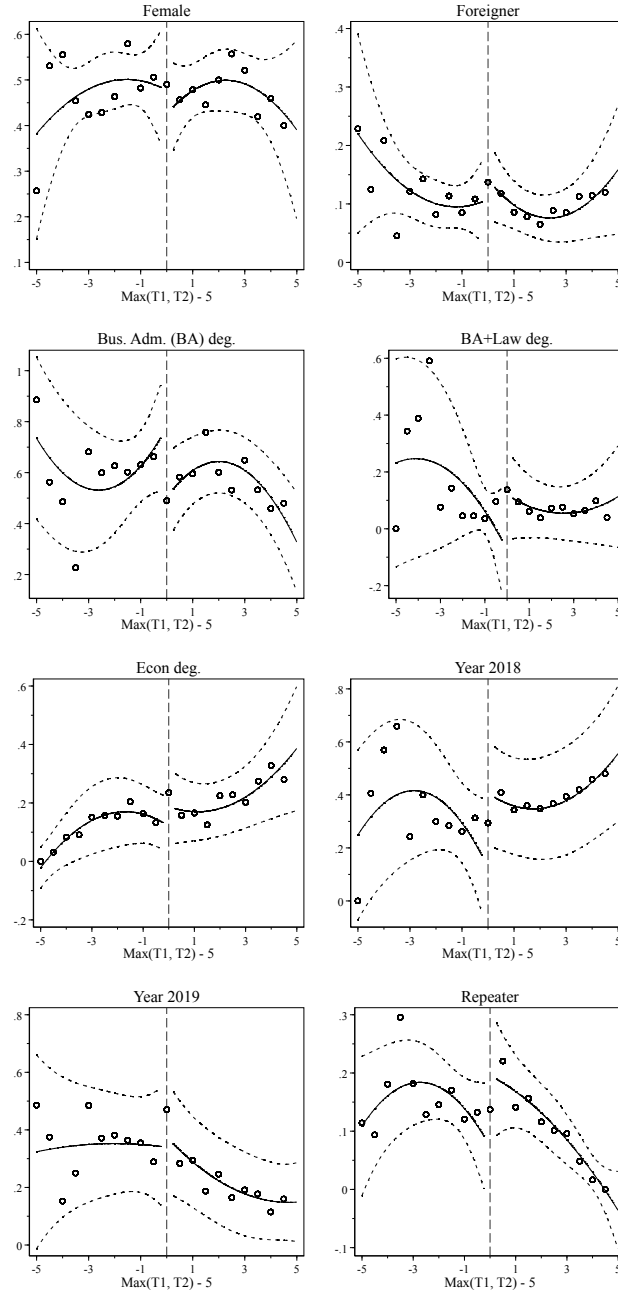 Female
.6
.5
.4
.3
.2
.1
-5 -3 -1 1 3 5
Max(T1, T2) - 5
Foreigner
.4
.3
.2
.1
0
-5 -3 -1 1 3 5
Max(T1, T2) - 5
Bus. Adm. (BA) deg.
1
.8
.6
.4
.2
-5 -3 -1 1 3 5
Max(T1, T2) - 5
BA+Law deg.
.6
.4
.2
0
-.2
-5 -3 -1 1 3 5
Max(T1, T2) - 5
Econ deg.
.6
.4
.2
0
-.2
-5 -3 -1 1 3 5
Max(T1, T2) - 5
Year 2018
.8
.6
.4
.2
0
-5 -3 -1 1 3 5
Max(T1, T2) - 5
Year 2019
.8
.6
.4
.2
0
-5 -3 -1 1 3 5
Max(T1, T2) - 5
Repeater
.3
.2
.1
0
-.1
-5 -3 -1 1 3 5
Max(T1, T2) - 5